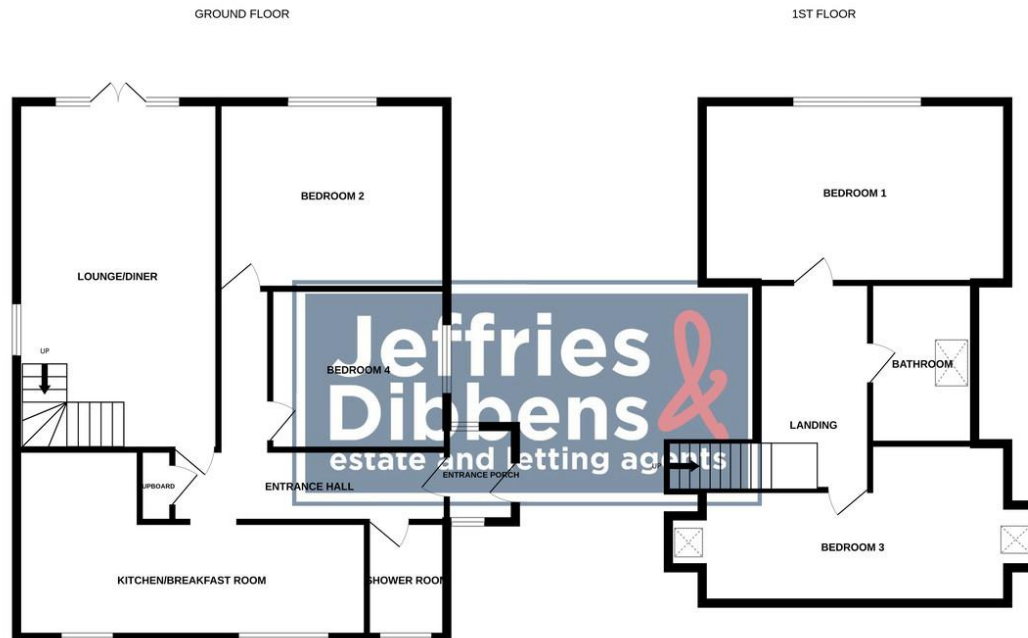 GROUND FLOOR
1ST FLOOR
BEDROOM 2
BEDROOM 1
LOUNGE/DINER
UP
Jeffries &
BEDROOM 4
Dibbens
estate and letting agents
BATHROOM
LANDING
UP
ENTRANCE PORCH
UPBOARD
ENTRANCE HALL
BEDROOM 3
KITCHEN/BREAKFAST ROOM
SHOWER ROOM